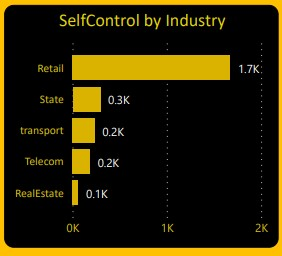 SelfControl by Industry
Retail 1.7K
State 0.3K
transport 0.2K
Telecom 0.2K
RealEstate 0.1K
0K 1K 2K